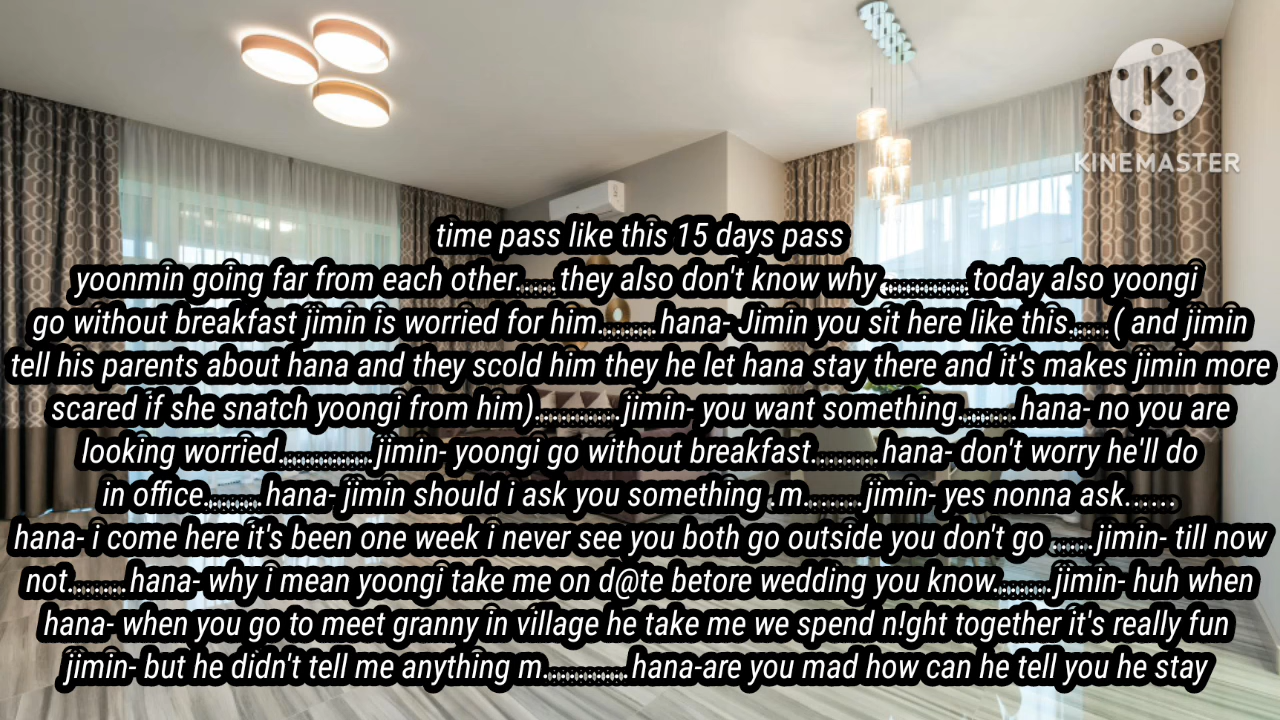 K
KINEMASTER
time pass like this 15 days pass
yoonmin going far from each other.......they also don't know why ................today also yoongi
go without breakfast jimin is worried for him..........hana- Jimin you sit here like this.......( and jimin
tell his parents about hana and they scold him they he let hana stay there and it's makes jimin more
scared if she snatch yoongi from him)...............jimin- you want something..........hana- no you are
looking worried.................jimin- yoongi go without breakfast............hana- don't worry he'll do
in office..........hana- jimin should i ask you something .m..........jimin- yes nonna ask........
hana- i come here it's been one week i never see you both go outside you don't go .......jimin- till now
not..........hana- why i mean yoongi take me on d@te betore wedding you know..........jimin- huh when
hana- when you go to meet granny in village he take me we spend n!ght together it's really fun
jimin- but he didn't tell me anything m...............hana-are you mad how can he tell you he stay